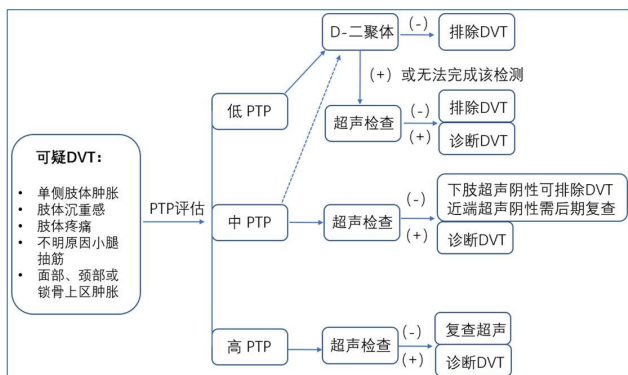 D-二聚体
(-)
排除DVT
(+)或无法完成该检测
低 PTP
超声检查
(-)
(+)
排除DVT
诊断DVT
可疑DVT：
• 单侧肢体肿胀
• 肢体沉重感
• 肢体疼痛
• 不明原因小腿
抽筋
• 面部、颈部或
锁骨上区肿胀
PTP评估
中 PTP
超声检查
(-)
(+)
下肢超声阴性可排除DVT
近端超声阴性需后期复查
诊断DVT
高 PTP
超声检查
(-)
(+)
复查超声
诊断DVT